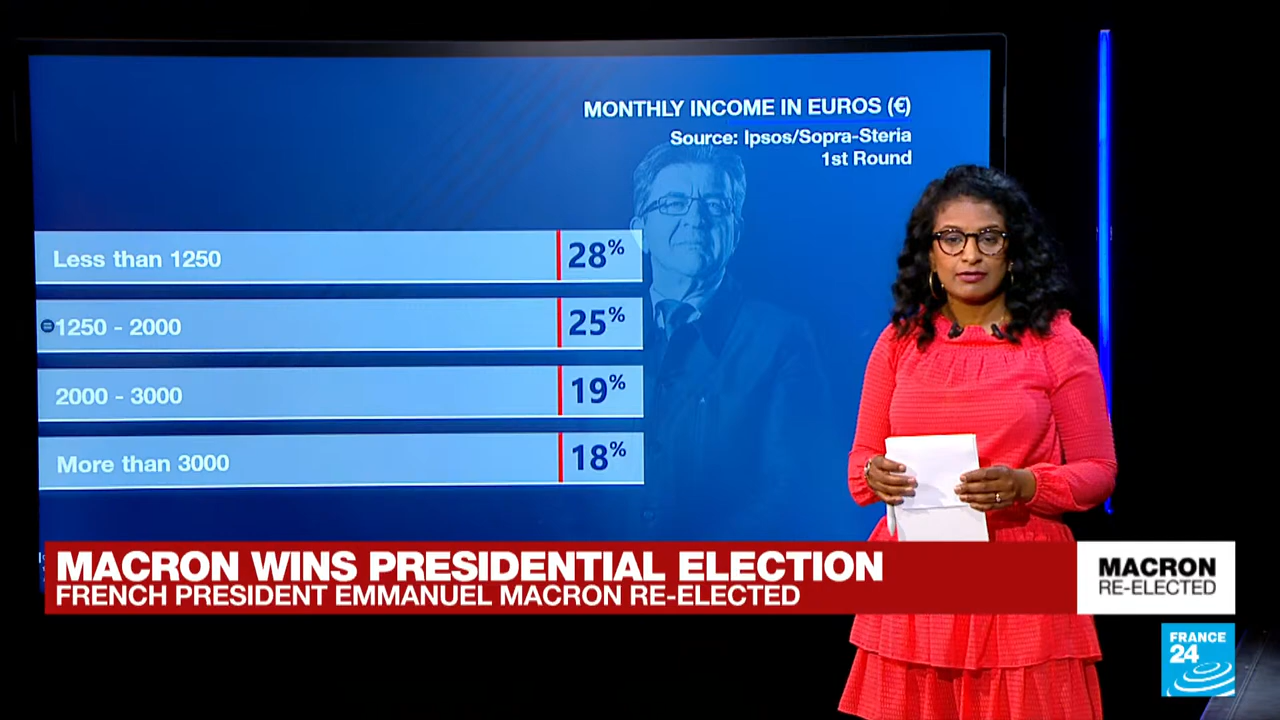 MONTHLY INCOME IN EUROS (€)
Source: Ipsos/Sopra-Steria
1st Round
Less than 1250 28%
1250 - 2000 25%
2000 - 3000 19%
More than 3000 18%
MACRON WINS PRESIDENTIAL ELECTION
FRENCH PRESIDENT EMMANUEL MACRON RE-ELECTED
MACRON
RE-ELECTED
FRANCE
24